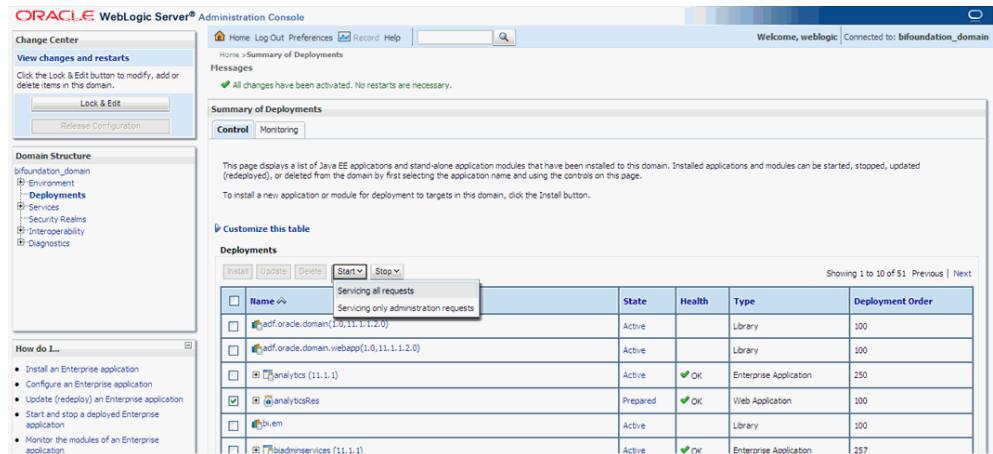 ORACLE WebLogic Server® Administration Console
Change Center
View changes and restarts
Click the Lock & Edit button to modify, add or
delete items in this domain.
Lock & Edit
Release Configuration
Domain Structure
bifoundation_domain
Environment
Deployments
Services
Security Realms
Interoperability
Diagnostics
How do I...
Install an Enterprise application
Configure an Enterprise application
Update (redeploy) an Enterprise application
Start and stop a deployed Enterprise
application
Monitor the modules of an Enterprise
application
Home Log Out Preferences Record Help
Welcome, weblogic Connected to: bifoundation_domain
Home >Summary of Deployments
Messages
All changes have been activated. No restarts are necessary.
Summary of Deployments
Control Monitoring
This page displays a list of Java EE applications and stand-alone application modules that have been installed to this domain. Installed applications and modules can be started, stopped, updated
(redeployed), or deleted from the domain by first selecting the application name and using the controls on this page.
To install a new application or module for deployment to targets in this domain, click the Install button.
Customize this table
Deployments
Install Update Delete Start Stop
Showing 1 to 10 of 51 Previous | Next
Servicing all requests
Servicing only administration requests
Name State Health Type Deployment Order
adf.oracle.domain(1.0,11.1.1.2.0) Active Library 100
adf.oracle.domain.webapp(1.0,11.1.1.2.0) Active Library 100
analytics (11.1.1) Active OK Enterprise Application 250
analyticsRes Prepared OK Web Application 100
bi.em Active Library 100
biadminservices (11.1.1) Active OK Enterprise Application 257